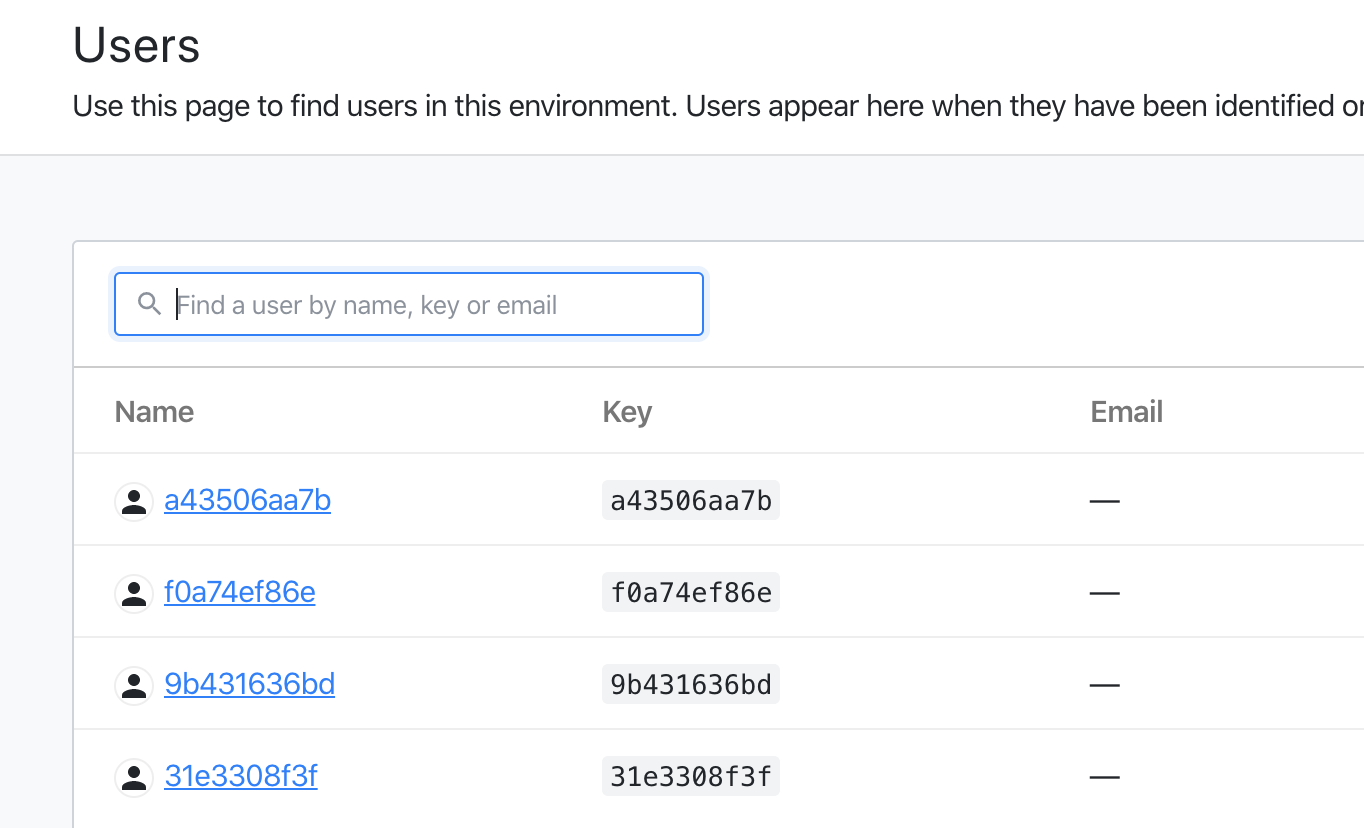 Users
Use this page to find users in this environment. Users appear here when they have been identified or
Find a user by name, key or email
Name Key Email
a43506aa7b a43506aa7b —
f0a74ef86e f0a74ef86e —
9b431636bd 9b431636bd —
31e3308f3f 31e3308f3f —